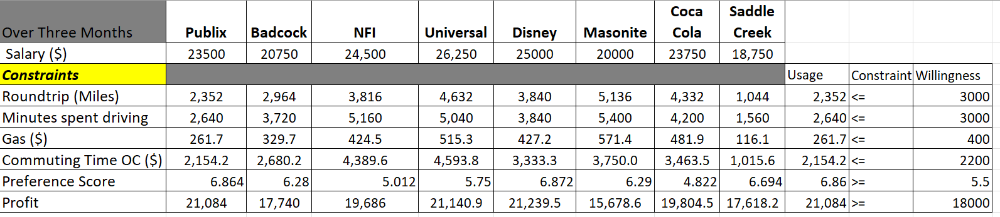 Over Three Months Publix Badcock NFI Universal Disney Masonite Coca Cola Saddle Creek
Salary ($) 23500 20750 24,500 26,250 25000 20000 23750 18,750
Constraints Usage Constraint Willingness
Roundtrip (Miles) 2,352 2,964 3,816 4,632 3,840 5,136 4,332 1,044 2,352 <= 3000
Minutes spent driving 2,640 3,720 5,160 5,040 3,840 5,400 4,200 1,560 2,640 <= 3000
Gas ($) 261.7 329.7 424.5 515.3 427.2 571.4 481.9 116.1 261.7 <= 400
Commuting Time OC ($) 2,154.2 2,680.2 4,389.6 4,593.8 3,333.3 3,750.0 3,463.5 1,015.6 2,154.2 <= 2200
Preference Score 6.864 6.28 5.012 5.75 6.872 6.29 4.822 6.694 6.86 >= 5.5
Profit 21,084 17,740 19,686 21,140.9 21,239.5 15,678.6 19,804.5 17,618.2 21,084 >= 18000